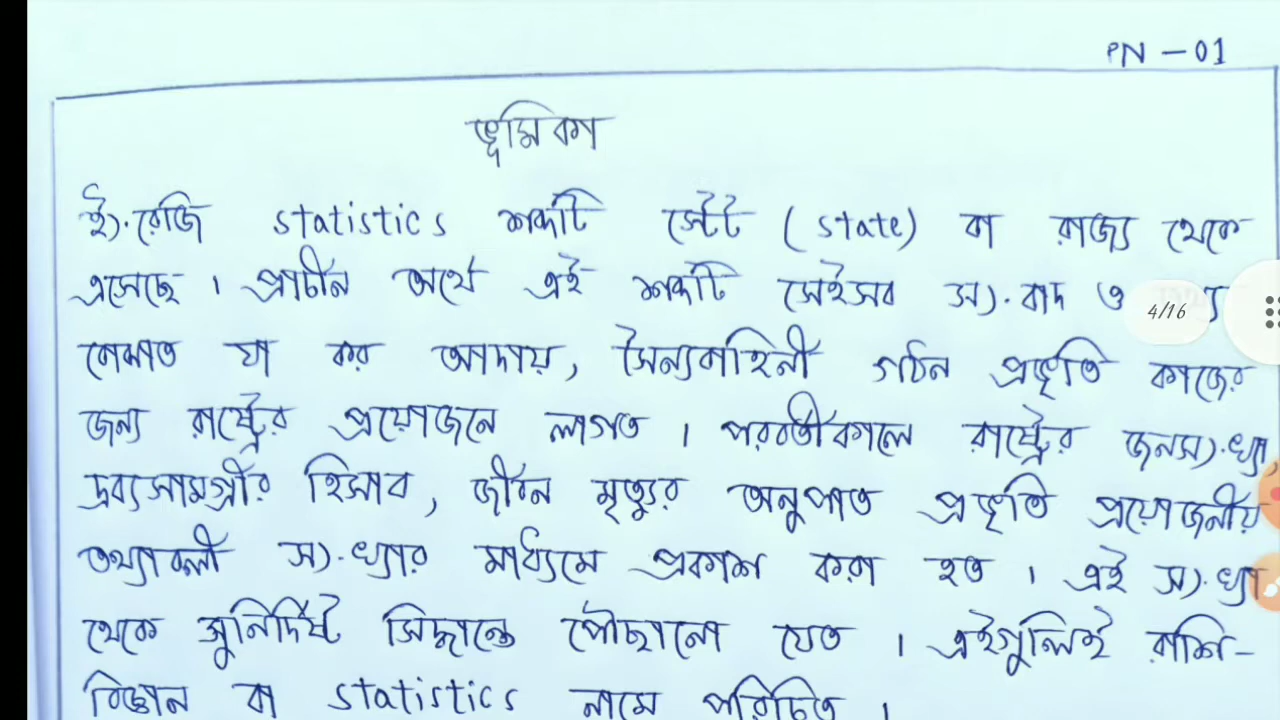 PN - 01
ভূমিকা
ইংরেজি statistics শব্দটি স্টেট (state) বা রাজ্য থেকে
এসেছে । প্রাচীন অর্থে এই শব্দটি সেইসব সংবাদ ও
4/16
বোঝাত যা কর আদায়, সৈন্যবাহিনী গঠন প্রভৃতি কাজের
জন্য রাষ্ট্রের প্রয়োজনে লাগত । পরবর্তীকালে রাষ্ট্রের জনসংখ্যা
দ্রব্যসামগ্রীর হিসাব, জীবন মৃত্যুর অনুপাত প্রভৃতি প্রয়োজনীয়
তথ্যাবলী সংখ্যার মাধ্যমে প্রকাশ করা হত । এই সংখ্যা
থেকে সুনির্দিষ্ট সিদ্ধান্তে পৌছানো যেত । এইগুলিই রাশি-
বিজ্ঞান বা statistics নামে পরিচিত ।